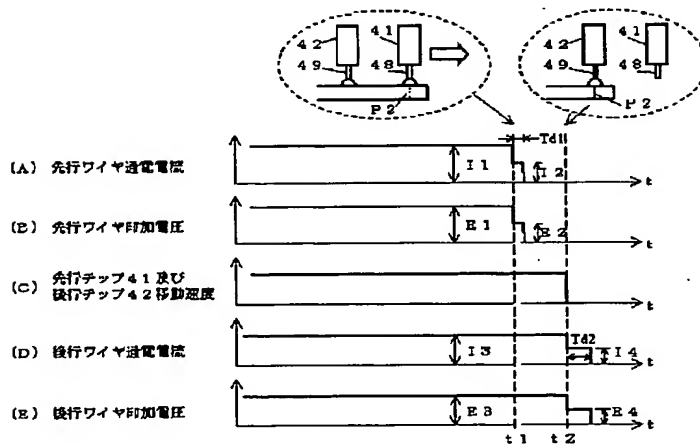 42 41
49 48
P2
42 41
49 48
P2
Td1
(A) 先行ワイヤ通電電流 I1 I2 t
(B) 先行ワイヤ印加電圧 E1 E2 t
(C) 先行チップ41及び
後行チップ42移動速度 t
(D) 後行ワイヤ通電電流 I3 Td2 I4 t
(E) 後行ワイヤ印加電圧 E3 E4 t
t1 t2